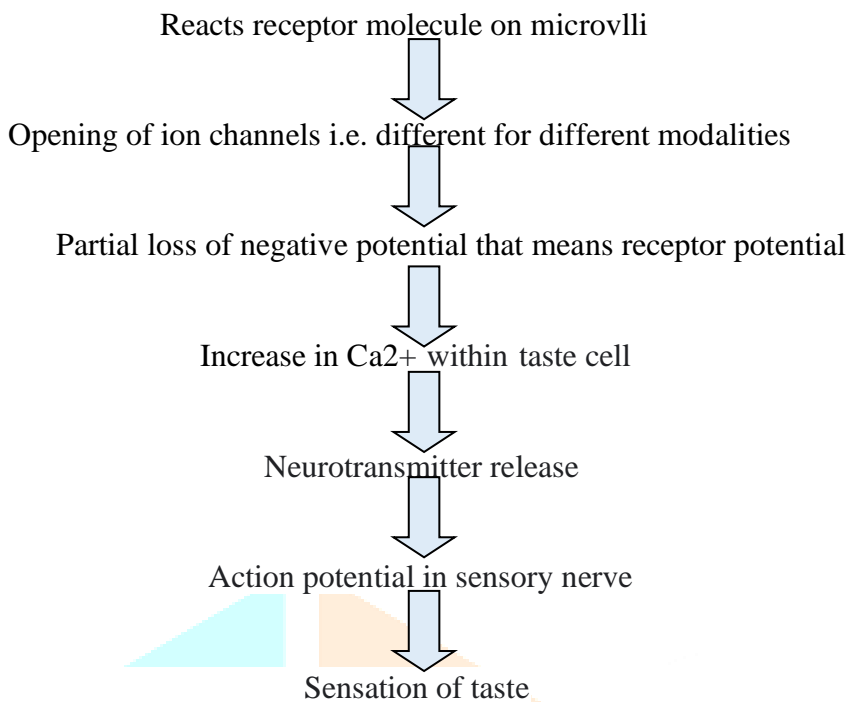 Reacts receptor molecule on microvlli
Opening of ion channels i.e. different for different modalities
Partial loss of negative potential that means receptor potential
Increase in Ca2+ within taste cell
Neurotransmitter release
Action potential in sensory nerve
Sensation of taste